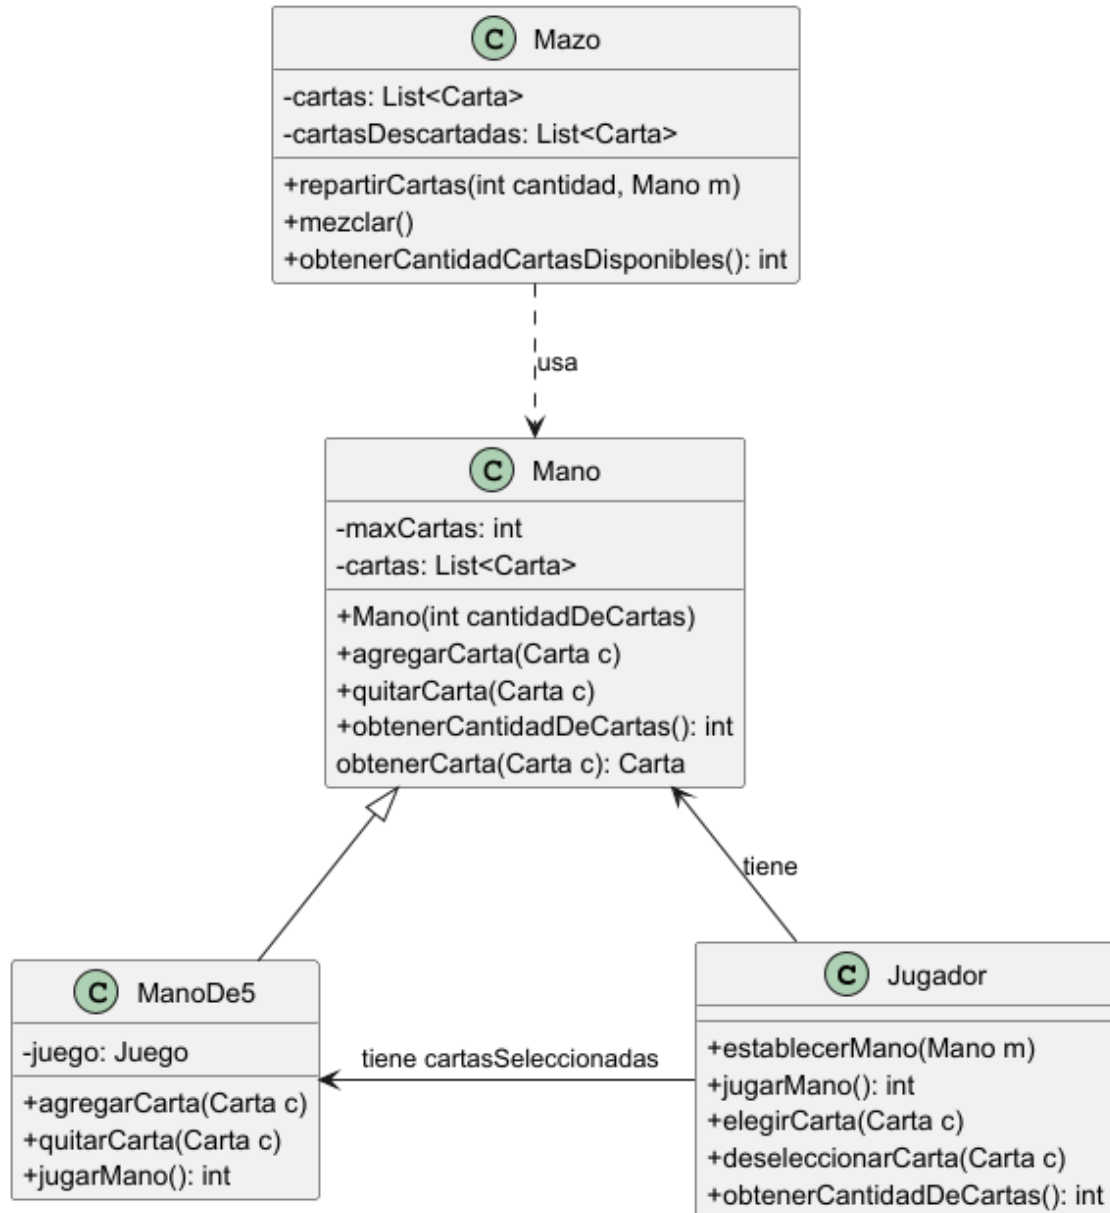 C Mazo
-cartas: List<Carta>
-cartasDescartadas: List<Carta>
+repartirCartas(int cantidad, Mano m)
+mezclar()
+obtenerCantidadCartasDisponibles(): int
usa
C Mano
-maxCartas: int
-cartas: List<Carta>
+Mano(int cantidadDeCartas)
+agregarCarta(Carta c)
+quitarCarta(Carta c)
+obtenerCantidadDeCartas(): int
obtenerCarta(Carta c): Carta
tiene
C ManoDe5
-juego: Juego
+agregarCarta(Carta c)
+quitarCarta(Carta c)
+jugarMano(): int
tiene cartasSeleccionadas
C Jugador
+establecerMano(Mano m)
+jugarMano(): int
+elegirCarta(Carta c)
+deseleccionarCarta(Carta c)
+obtenerCantidadDeCartas(): int